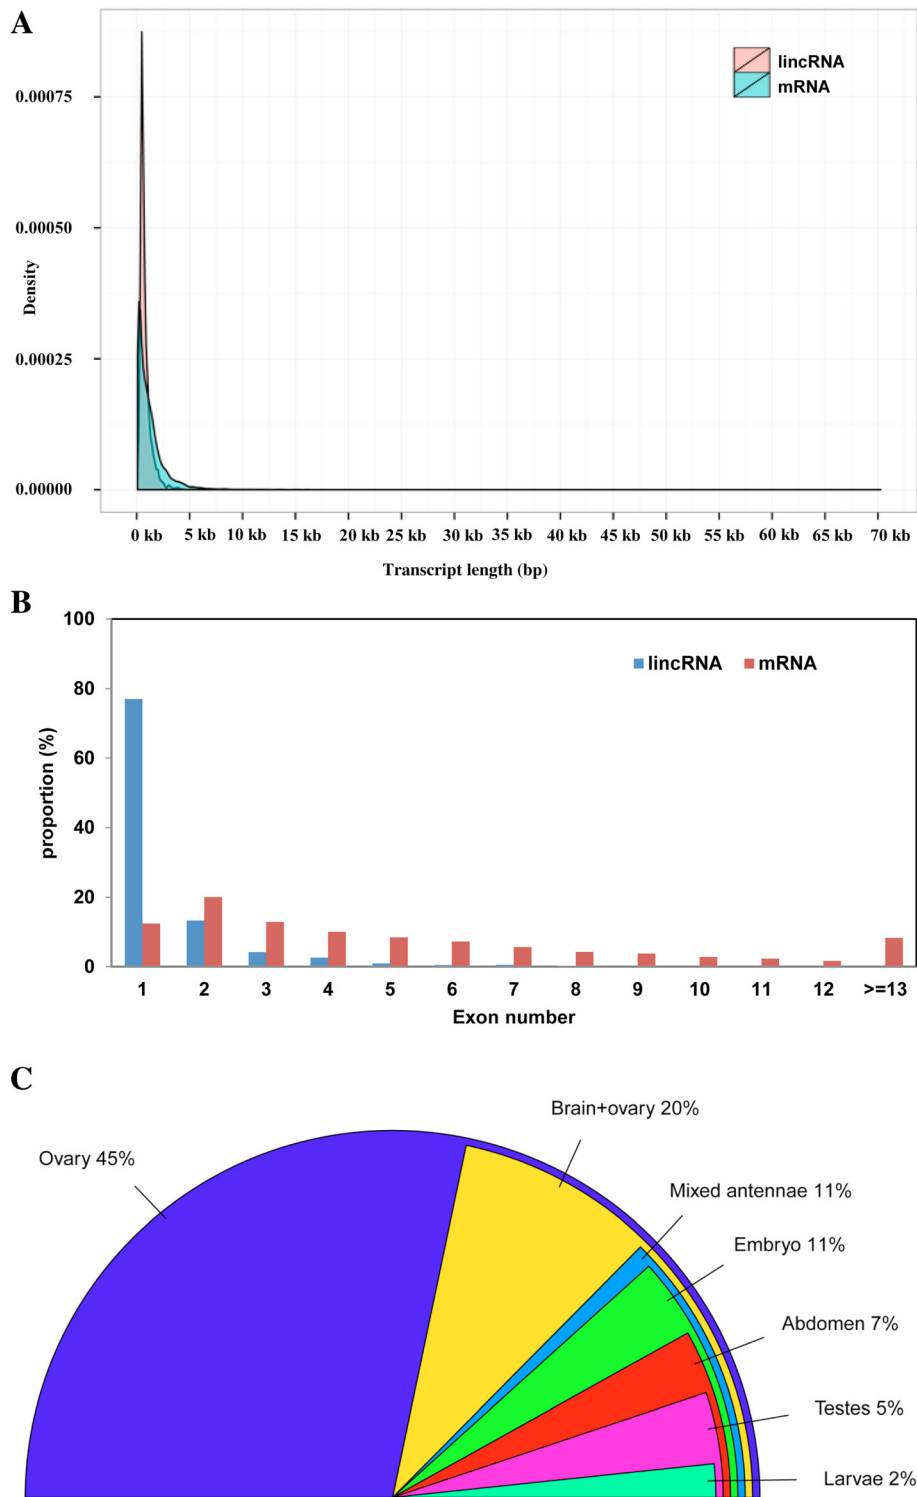 A
lincRNA
mRNA
0.00075
0.00050
0.00025
0.00000
Density
0 kb 5 kb 10 kb 15 kb 20 kb 25 kb 30 kb 35 kb 40 kb 45 kb 50 kb 55 kb 60 kb 65 kb 70 kb
Transcript length (bp)
B
100
80
60
40
20
0
proportion (%)
lincRNA mRNA
1 2 3 4 5 6 7 8 9 10 11 12 >=13
Exon number
C
Brain+ovary 20%
Ovary 45%
Mixed antennae 11%
Embryo 11%
Abdomen 7%
Testes 5%
Larvae 2%